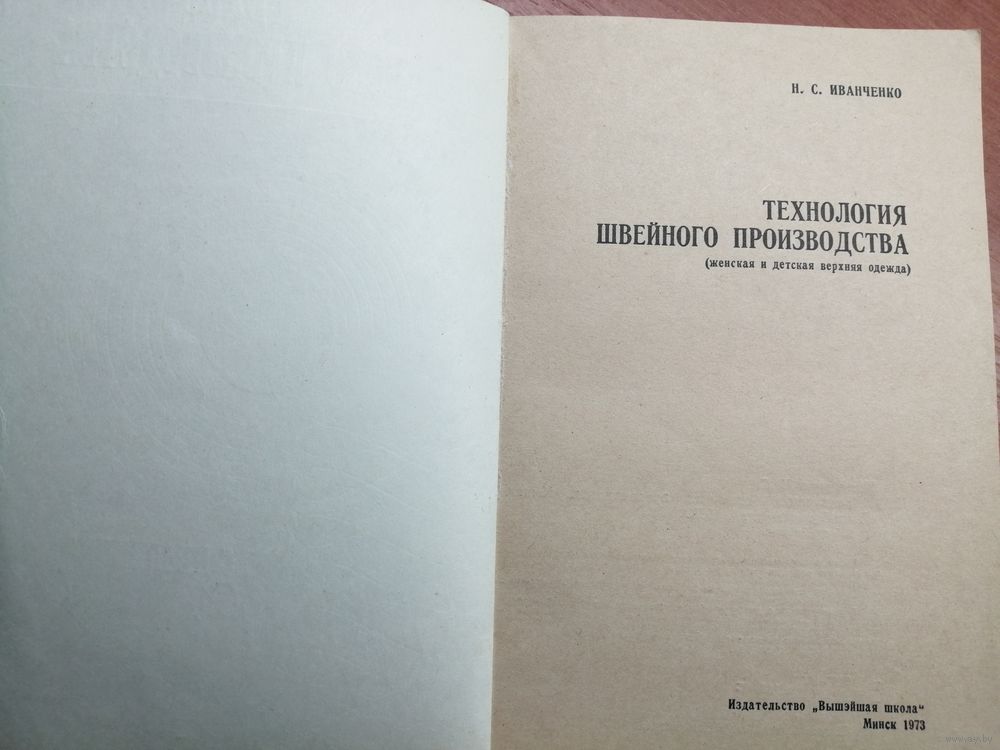 Н. С. ИВАНЧЕНКО
ТЕХНОЛОГИЯ
ШВЕЙНОГО ПРОИЗВОДСТВА
(женская и детская верхняя одежда)
Издательство „Вышэйшая школа“
Минск 1973